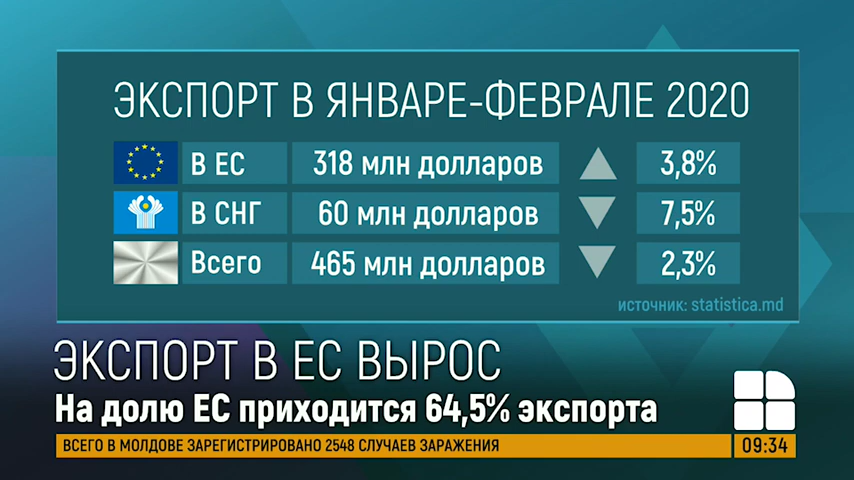 ЭКСПОРТ В ЯНВАРЕ-ФЕВРАЛЕ 2020
В ЕС 318 млн долларов 3,8%
В СНГ 60 млн долларов 7,5%
Всего 465 млн долларов 2,3%
источник: statistica.md
ЭКСПОРТ В ЕС ВЫРОС
На долю ЕС приходится 64,5% экспорта
ВСЕГО В МОЛДОВЕ ЗАРЕГИСТРИРОВАНО 2548 СЛУЧАЕВ ЗАРАЖЕНИЯ 09:34